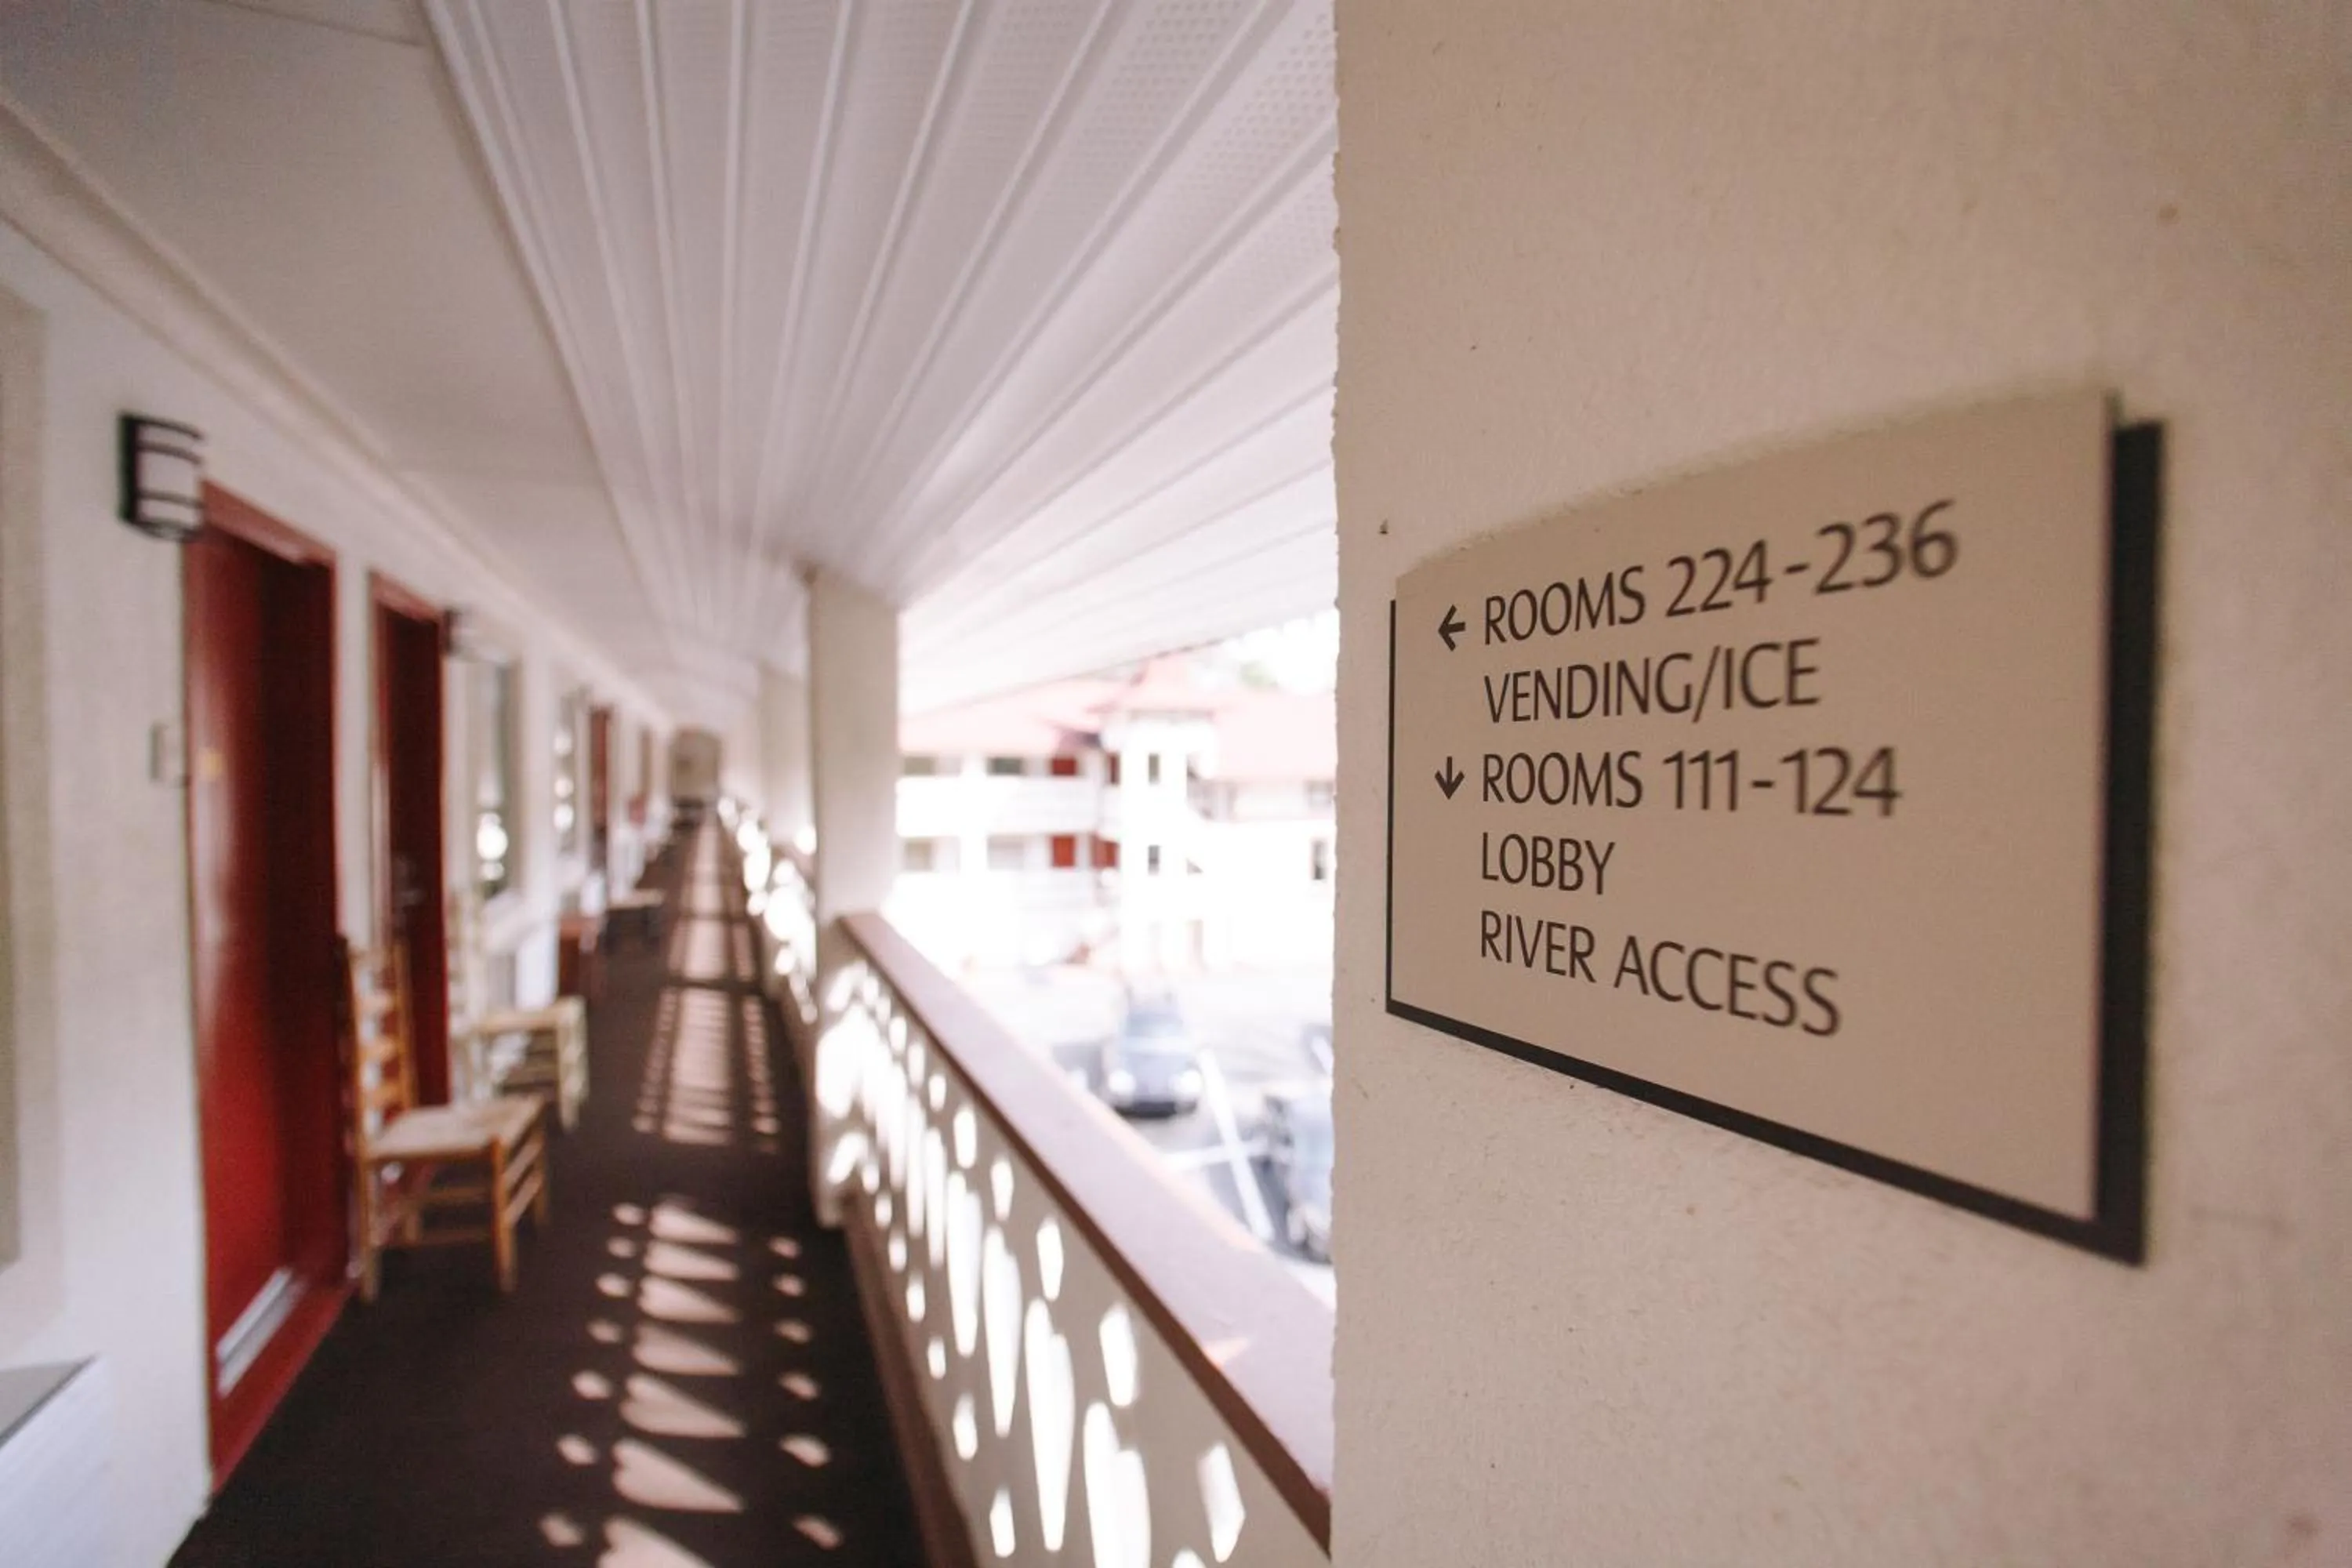 ← ROOMS 224-236
VENDING/ICE
↓ ROOMS 111-124
LOBBY
RIVER ACCESS